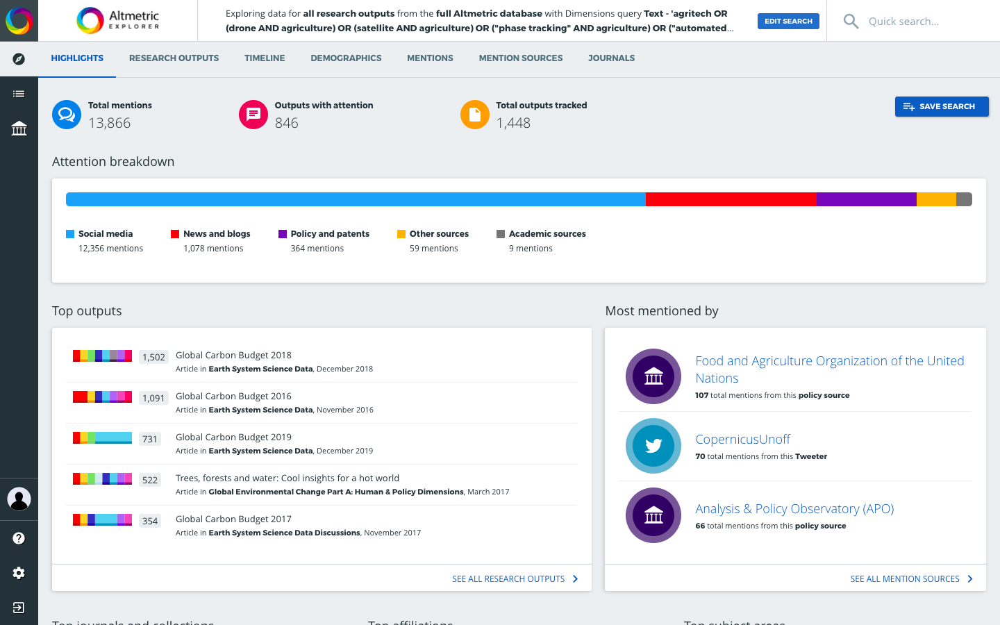 Altmetric
EXPLORER
Exploring data for all research outputs from the full Altmetric database with Dimensions query Text - 'agritech OR
(drone AND agriculture) OR (satellite AND agriculture) OR ("phase tracking" AND agriculture) OR ("automated...
EDIT SEARCH
Quick search...
HIGHLIGHTS
RESEARCH OUTPUTS
TIMELINE
DEMOGRAPHICS
MENTIONS
MENTION SOURCES
JOURNALS
Total mentions
13,866
Outputs with attention
846
Total outputs tracked
1,448
SAVE SEARCH
Attention breakdown
Social media
12,356 mentions
News and blogs
1,078 mentions
Policy and patents
364 mentions
Other sources
59 mentions
Academic sources
9 mentions
Top outputs
1,502
Global Carbon Budget 2018
Article in Earth System Science Data, December 2018
1,091
Global Carbon Budget 2016
Article in Earth System Science Data, November 2016
731
Global Carbon Budget 2019
Article in Earth System Science Data, December 2019
522
Trees, forests and water: Cool insights for a hot world
Article in Global Environmental Change Part A: Human & Policy Dimensions, March 2017
354
Global Carbon Budget 2017
Article in Earth System Science Data Discussions, November 2017
SEE ALL RESEARCH OUTPUTS
Most mentioned by
Food and Agriculture Organization of the United
Nations
107 total mentions from this policy source
CopernicusUnoff
70 total mentions from this Tweeter
Analysis & Policy Observatory (APO)
66 total mentions from this policy source
SEE ALL MENTION SOURCES
Top journals and collections
Top affiliations
Top subject areas